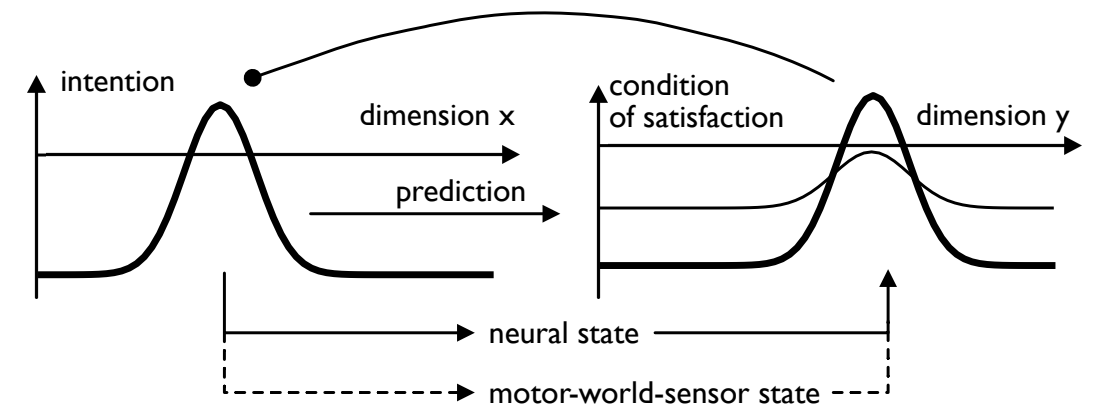 intention
dimension x
prediction
condition
of satisfaction
dimension y
neural state
motor-world-sensor state